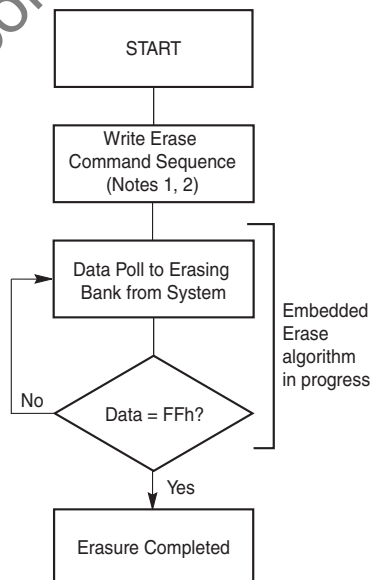 START
Write Erase
Command Sequence
(Notes 1, 2)
Data Poll to Erasing
Bank from System
Embedded
Erase
algorithm
in progress
No
Data = FFh?
Yes
Erasure Completed